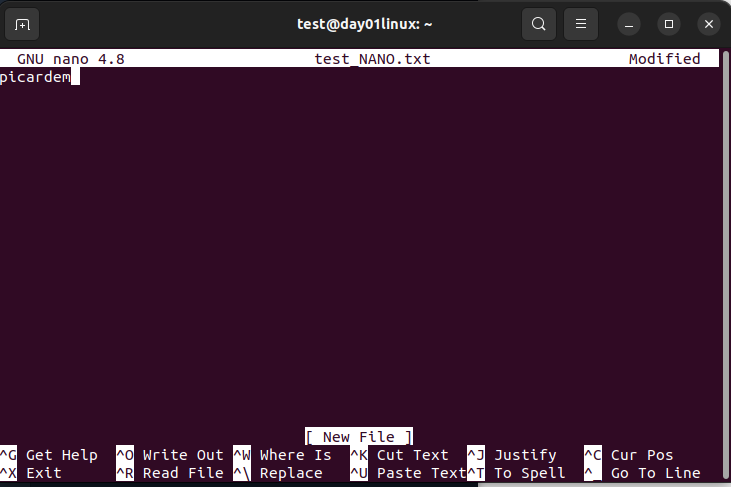 test@day01linux: ~
GNU nano 4.8 test_NANO.txt Modified
picardem
[ New File ]
^G Get Help ^O Write Out ^W Where Is ^K Cut Text ^J Justify ^C Cur Pos
^X Exit ^R Read File ^\ Replace ^U Paste Text ^T To Spell ^_ Go To Line